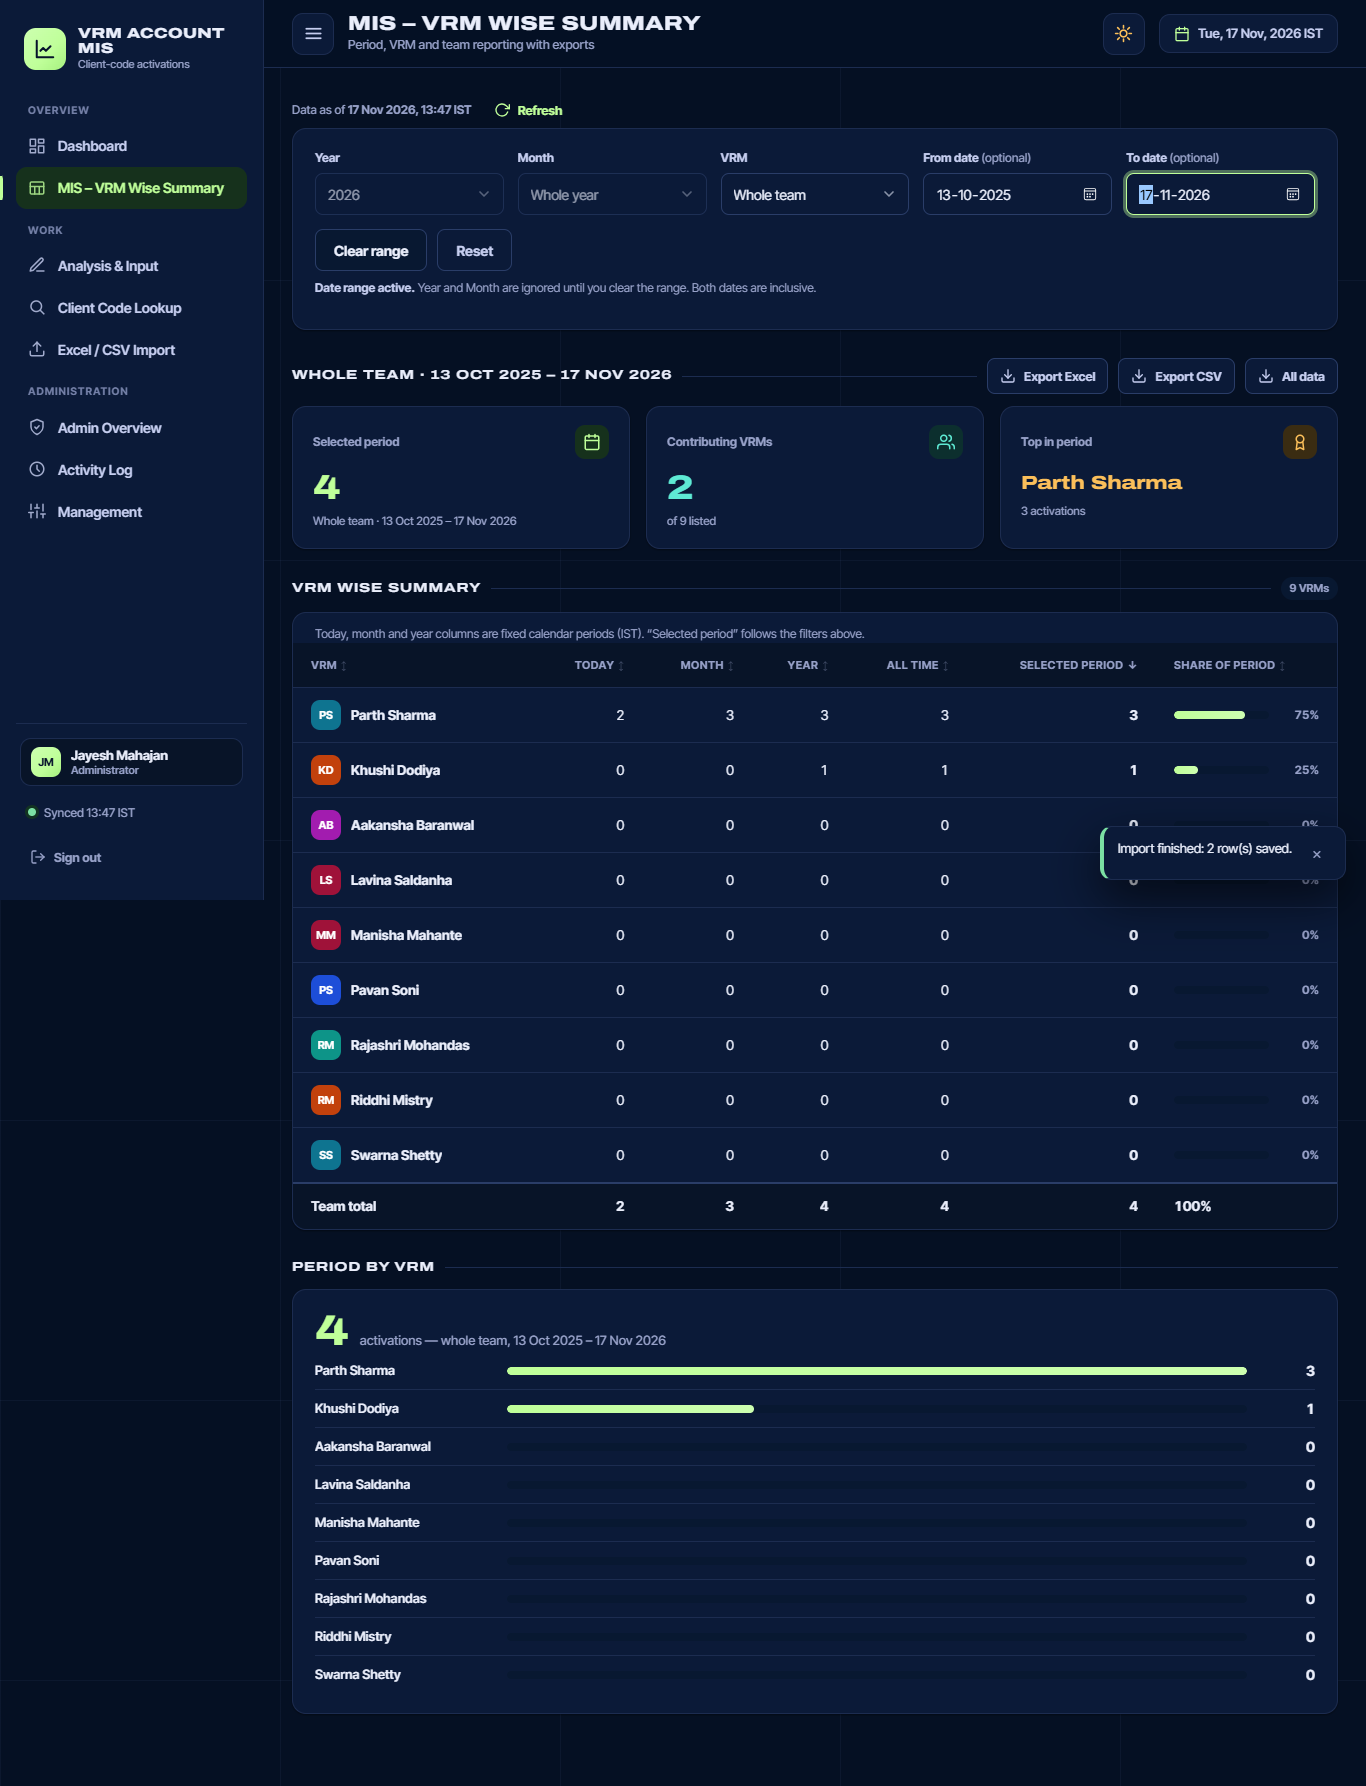 VRM ACCOUNT
MIS
Client-code activations
OVERVIEW
Dashboard
MIS – VRM Wise Summary
WORK
Analysis & Input
Client Code Lookup
Excel / CSV Import
ADMINISTRATION
Admin Overview
Activity Log
Management
JM
Jayesh Mahajan
Administrator
Synced 13:47 IST
Sign out
MIS – VRM WISE SUMMARY
Period, VRM and team reporting with exports
Tue, 17 Nov, 2026 IST
Data as of 17 Nov 2026, 13:47 IST Refresh
Year Month VRM From date (optional) To date (optional)
2026 Whole year Whole team 13-10-2025 17-11-2026
Clear range Reset
Date range active. Year and Month are ignored until you clear the range. Both dates are inclusive.
WHOLE TEAM · 13 OCT 2025 – 17 NOV 2026 Export Excel Export CSV All data
Selected period
4
Whole team · 13 Oct 2025 – 17 Nov 2026
Contributing VRMs
2
of 9 listed
Top in period
Parth Sharma
3 activations
VRM WISE SUMMARY 9 VRMs
Today, month and year columns are fixed calendar periods (IST). “Selected period” follows the filters above.
VRM ↕ TODAY ↕ MONTH ↕ YEAR ↕ ALL TIME ↕ SELECTED PERIOD ↓ SHARE OF PERIOD ↕
PS Parth Sharma 2 3 3 3 3 75%
KD Khushi Dodiya 0 0 1 1 1 25%
AB Aakansha Baranwal 0 0 0 0 0 0%
Import finished: 2 row(s) saved. ×
LS Lavina Saldanha 0 0 0 0 0 0%
MM Manisha Mahante 0 0 0 0 0 0%
PS Pavan Soni 0 0 0 0 0 0%
RM Rajashri Mohandas 0 0 0 0 0 0%
RM Riddhi Mistry 0 0 0 0 0 0%
SS Swarna Shetty 0 0 0 0 0 0%
Team total 2 3 4 4 4 100%
PERIOD BY VRM
4 activations — whole team, 13 Oct 2025 – 17 Nov 2026
Parth Sharma 3
Khushi Dodiya 1
Aakansha Baranwal 0
Lavina Saldanha 0
Manisha Mahante 0
Pavan Soni 0
Rajashri Mohandas 0
Riddhi Mistry 0
Swarna Shetty 0